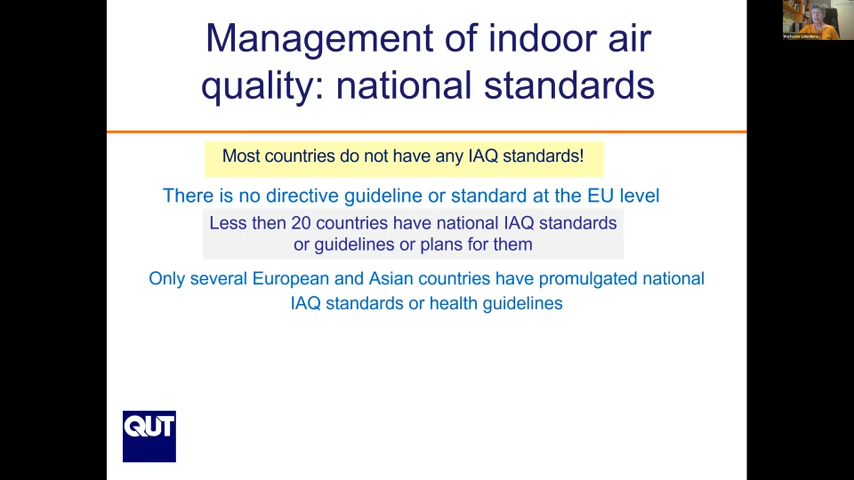 Management of indoor air
quality: national standards
Most countries do not have any IAQ standards!
There is no directive guideline or standard at the EU level
Less then 20 countries have national IAQ standards
or guidelines or plans for them
Only several European and Asian countries have promulgated national
IAQ standards or health guidelines
QUT